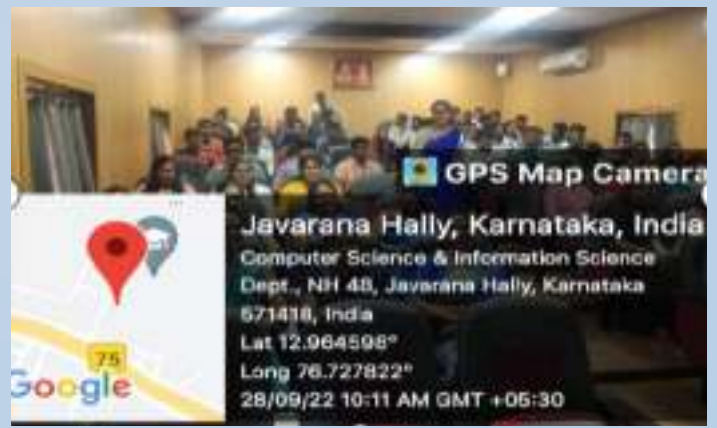 GPS Map Camera
Javarana Hally, Karnataka, India
Computer Science & Information Science
Dept., NH 48, Javarana Hally, Karnataka
571418, India
Lat 12.964598°
Long 76.727822°
28/09/22 10:11 AM GMT +05:30
75
Google